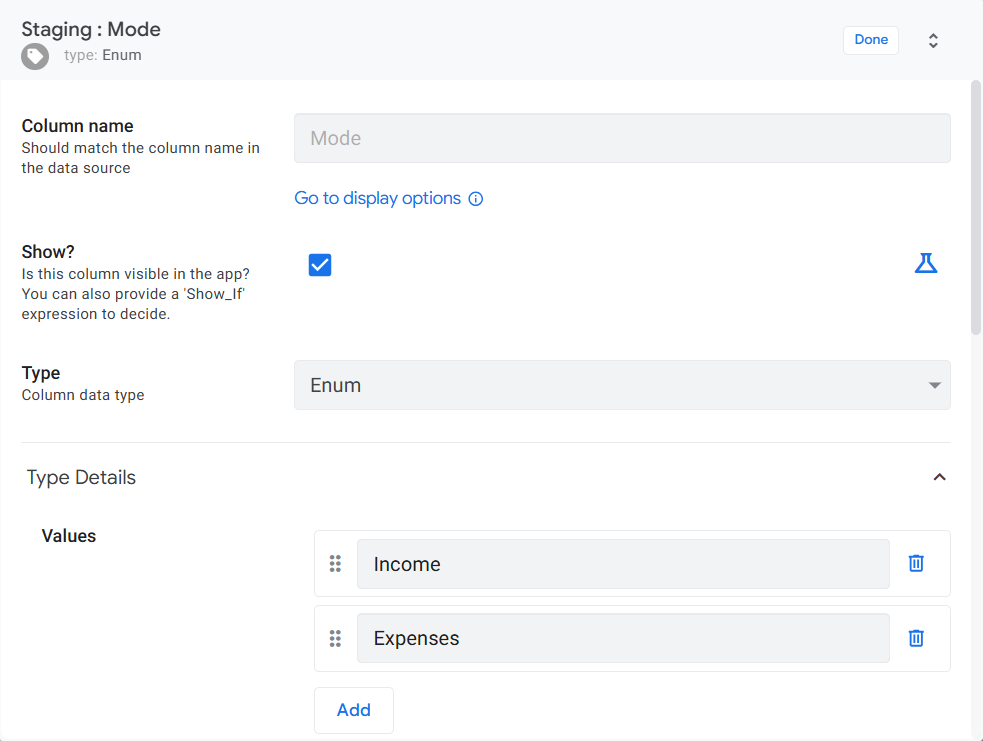 Staging : Mode
type: Enum
Done
Column name
Should match the column name in
the data source
Mode
Go to display options
Show?
Is this column visible in the app?
You can also provide a 'Show_If'
expression to decide.
Type
Column data type
Enum
Type Details
Values
Income
Expenses
Add